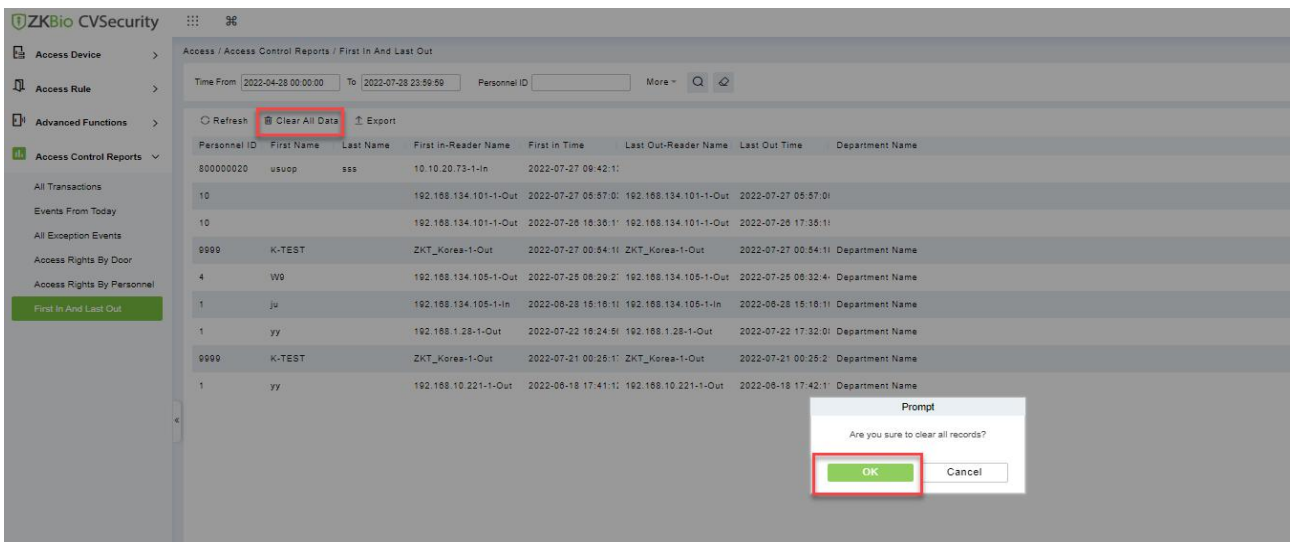 ZKBio CVSecurity
Access Device
Access Rule
Advanced Functions
Access Control Reports
All Transactions
Events From Today
All Exception Events
Access Rights By Door
Access Rights By Personnel
First In And Last Out
Access / Access Control Reports / First In And Last Out
Time From 2022-04-28 00:00:00 To 2022-07-28 23:59:59 Personnel ID More
Refresh Clear All Data Export
Personnel ID First Name Last Name First in-Reader Name First in Time Last Out-Reader Name Last Out Time Department Name
800000020 usuop sss 10.10.20.73-1-In 2022-07-27 09:42:1
10 192.168.134.101-1-Out 2022-07-27 05:57:0 192.168.134.101-1-Out 2022-07-27 05:57:0
10 192.168.134.101-1-Out 2022-07-26 16:36:1 192.168.134.101-1-Out 2022-07-26 17:35:1
9999 K-TEST ZKT_Korea-1-Out 2022-07-27 00:54:1 ZKT_Korea-1-Out 2022-07-27 00:54:1 Department Name
4 W9 192.168.134.105-1-Out 2022-07-25 06:29:2 192.168.134.105-1-Out 2022-07-25 06:32:4 Department Name
1 ju 192.168.134.105-1-In 2022-06-28 15:16:1 192.168.134.105-1-In 2022-06-28 15:16:1 Department Name
1 yy 192.168.1.28-1-Out 2022-07-22 16:24:5 192.168.1.28-1-Out 2022-07-22 17:32:0 Department Name
9999 K-TEST ZKT_Korea-1-Out 2022-07-21 00:25:1 ZKT_Korea-1-Out 2022-07-21 00:25:2 Department Name
1 yy 192.168.10.221-1-Out 2022-06-18 17:41:1 192.168.10.221-1-Out 2022-06-18 17:42:1 Department Name
Prompt
Are you sure to clear all records?
OK Cancel